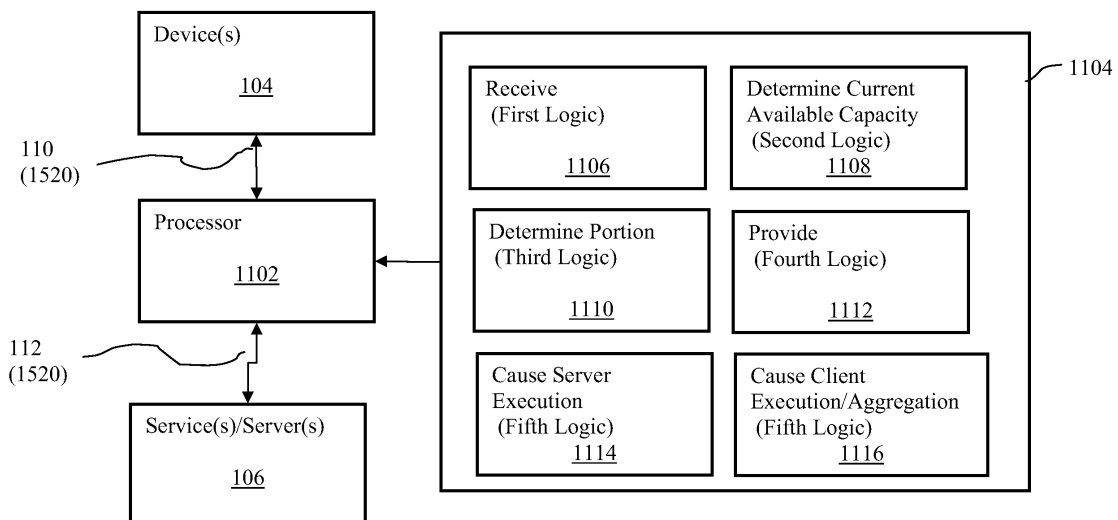 Device(s)
104
110
(1520)
Processor
1102
112
(1520)
Service(s)/Server(s)
106
1104
Receive
(First Logic)
1106
Determine Current
Available Capacity
(Second Logic)
1108
Determine Portion
(Third Logic)
1110
Provide
(Fourth Logic)
1112
Cause Server
Execution
(Fifth Logic)
1114
Cause Client
Execution/Aggregation
(Fifth Logic)
1116